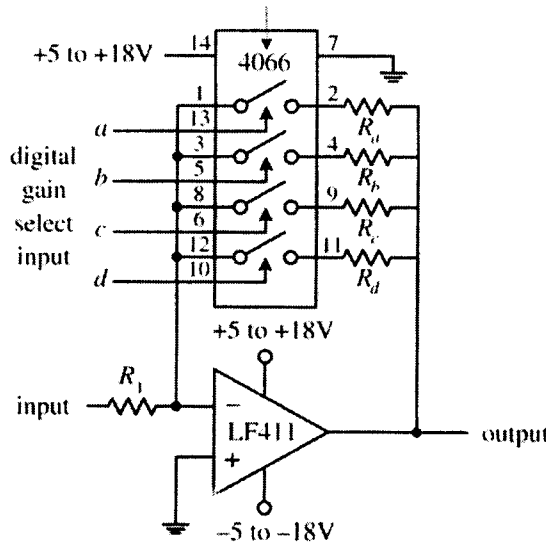 +5 to +18V
14
4066
7
1
2
13
a
R_a
3
4
digital
gain
select
input
b
5
R_b
8
9
c
6
R_c
12
11
d
10
R_d
+5 to +18V
R_1
input
−
LF411
+
output
−5 to −18V